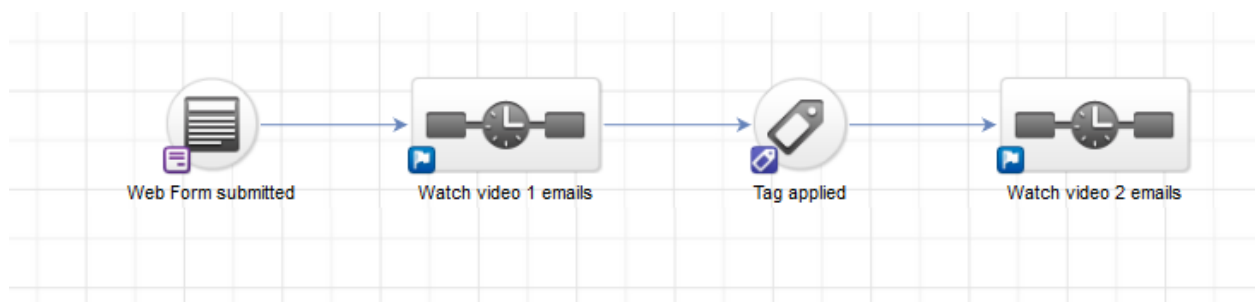 Web Form submitted
Watch video 1 emails
Tag applied
Watch video 2 emails